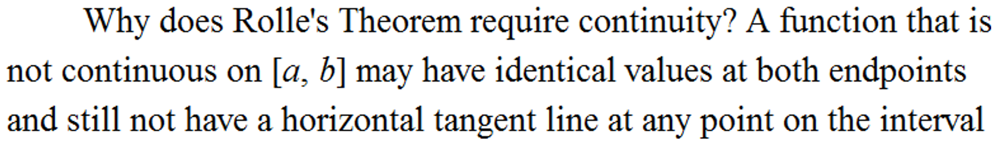 Why does Rolle's Theorem require continuity? A function that is
not continuous on [a, b] may have identical values at both endpoints
and still not have a horizontal tangent line at any point on the interval